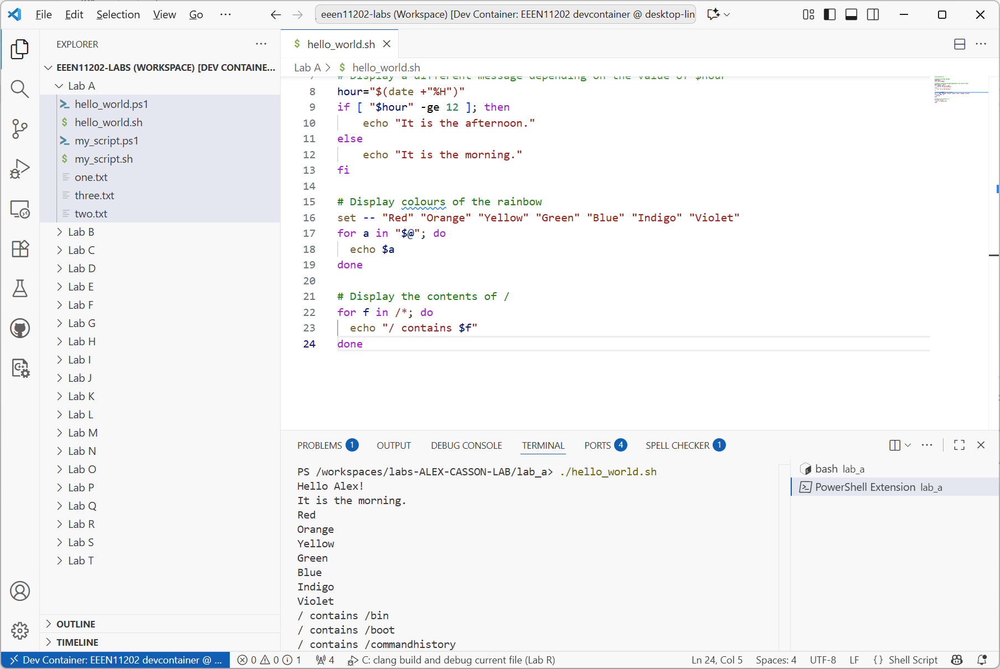 File Edit Selection View Go ···
eeen11202-labs (Workspace) [Dev Container: EEEN11202 devcontainer @ desktop-lin
EXPLORER
EEEN11202-LABS (WORKSPACE) [DEV CONTAINE...
Lab A
hello_world.ps1
hello_world.sh
my_script.ps1
my_script.sh
one.txt
three.txt
two.txt
Lab B
Lab C
Lab D
Lab E
Lab F
Lab G
Lab H
Lab I
Lab J
Lab K
Lab L
Lab M
Lab N
Lab O
Lab P
Lab Q
Lab R
Lab S
Lab T
OUTLINE
TIMELINE
$ hello_world.sh
Lab A > $ hello_world.sh
7 # Display a different message depending on the value of $hour
8 hour="$(date +"%H")"
9 if [ "$hour" -ge 12 ]; then
10 echo "It is the afternoon."
11 else
12 echo "It is the morning."
13 fi
14
15 # Display colours of the rainbow
16 set -- "Red" "Orange" "Yellow" "Green" "Blue" "Indigo" "Violet"
17 for a in "$@"; do
18 echo $a
19 done
20
21 # Display the contents of /
22 for f in /*; do
23 echo "/ contains $f"
24 done
PROBLEMS 1 OUTPUT DEBUG CONSOLE TERMINAL PORTS 4 SPELL CHECKER 1
PS /workspaces/labs-ALEX-CASSON-LAB/lab_a> ./hello_world.sh
Hello Alex!
It is the morning.
Red
Orange
Yellow
Green
Blue
Indigo
Violet
/ contains /bin
/ contains /boot
/ contains /commandhistory
bash lab_a
PowerShell Extension lab_a
Dev Container: EEEN11202 devcontainer @ ... 0 0 1 4 C: clang build and debug current file (Lab R) Ln 24, Col 5 Spaces: 4 UTF-8 LF {} Shell Script